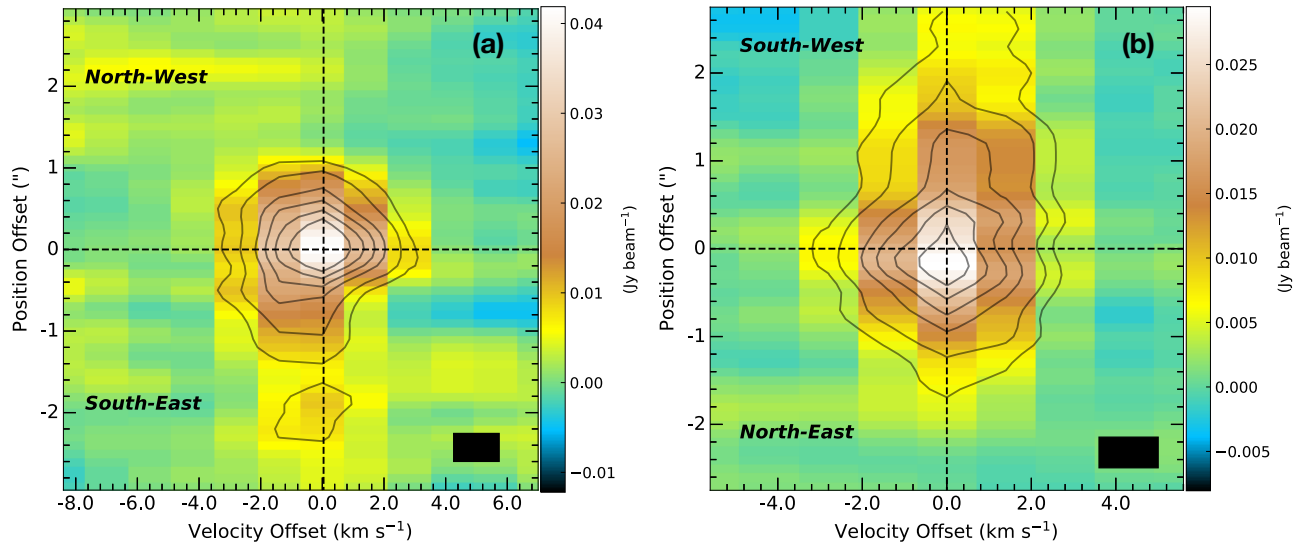 (a)
North-West
South-East
Position Offset (")
2
1
0
-1
-2
-8.0 -6.0 -4.0 -2.0 0.0 2.0 4.0 6.0
Velocity Offset (km s⁻¹)
0.04
0.03
0.02
0.01
0.00
−0.01
(Jy beam⁻¹)
(b)
South-West
North-East
Position Offset (")
2
1
0
-1
-2
-4.0 -2.0 0.0 2.0 4.0
Velocity Offset (km s⁻¹)
0.025
0.020
0.015
0.010
0.005
0.000
−0.005
(Jy beam⁻¹)